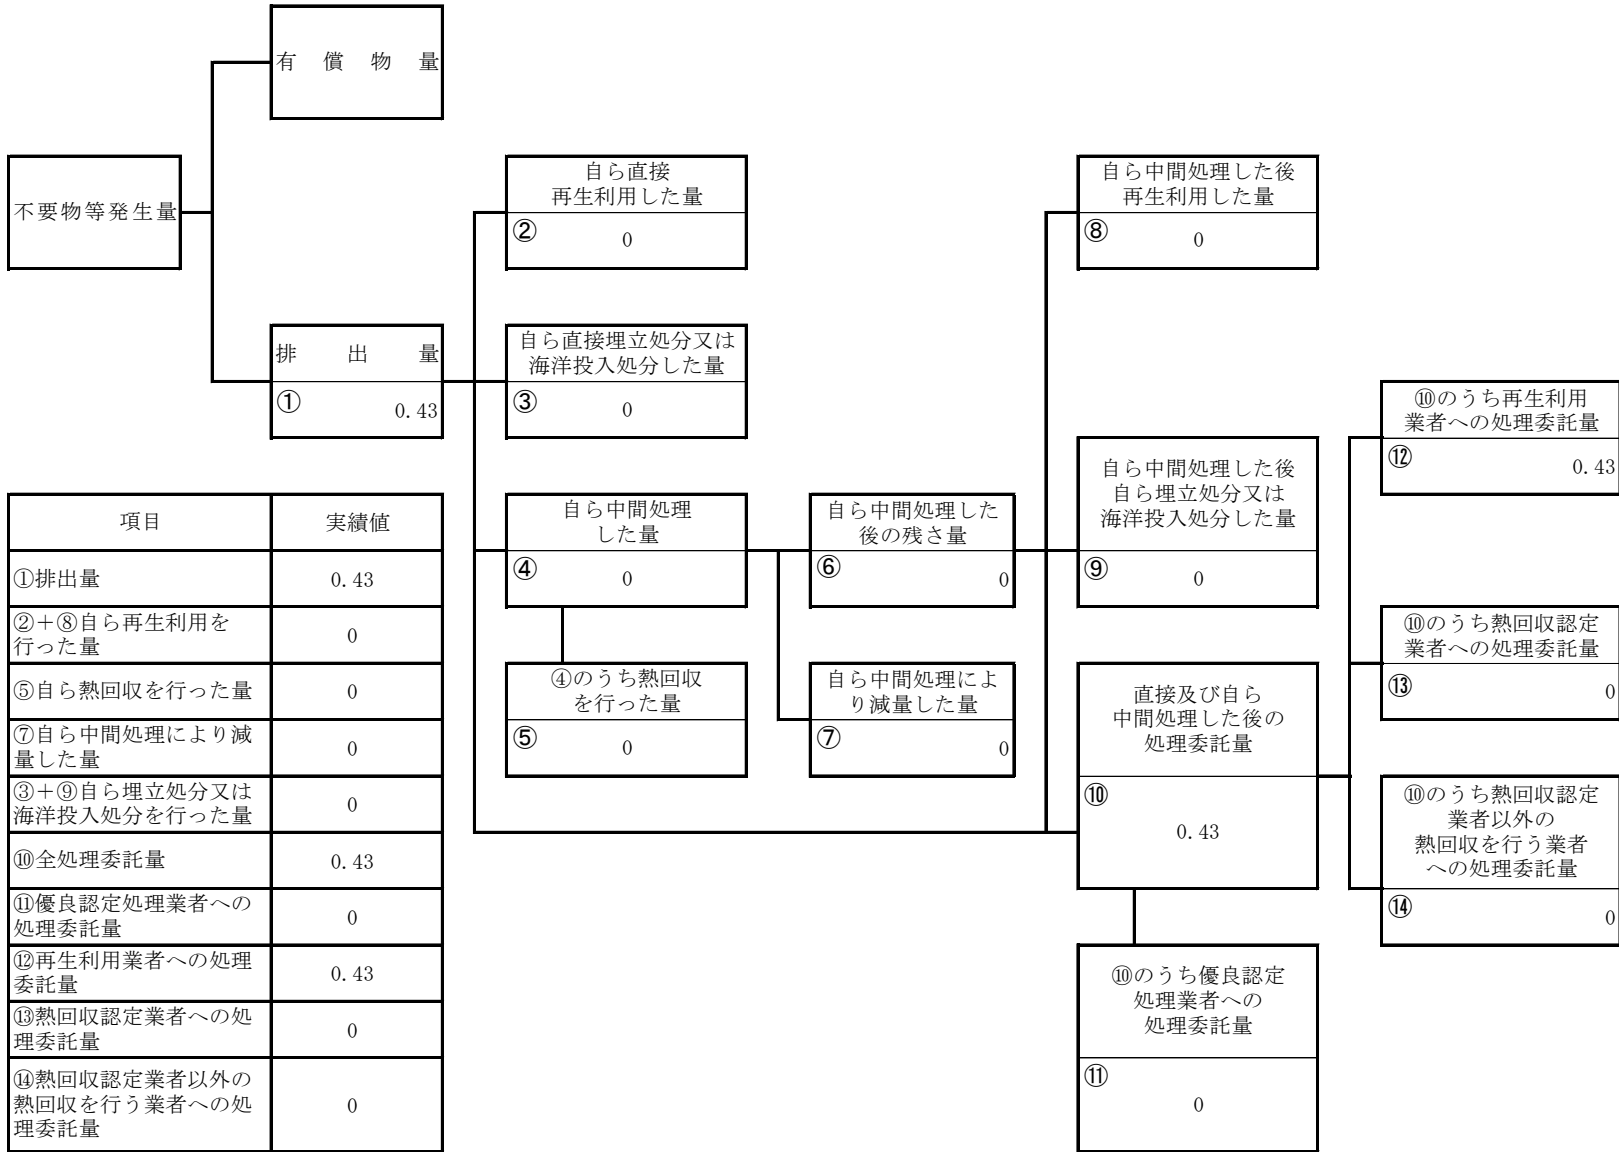 有償物量
不要物等発生量
排出量
①
0.43
自ら直接
再生利用した量
②
0
自ら直接埋立処分又は
海洋投入処分した量
③
0
自ら中間処理
した量
④
0
④のうち熱回収
を行った量
⑤
0
自ら中間処理した
後の残さ量
⑥
0
自ら中間処理によ
り減量した量
⑦
0
自ら中間処理した後
再生利用した量
⑧
0
自ら中間処理した後
自ら埋立処分又は
海洋投入処分した量
⑨
0
直接及び自ら
中間処理した後の
処理委託量
⑩
0.43
⑩のうち優良認定
処理業者への
処理委託量
⑪
0
⑩のうち再生利用
業者への処理委託量
⑫
0.43
⑩のうち熱回収認定
業者への処理委託量
⑬
0
⑩のうち熱回収認定
業者以外の
熱回収を行う業者
への処理委託量
⑭
0
項目 実績値
①排出量 0.43
②+⑧自ら再生利用を
行った量 0
⑤自ら熱回収を行った量 0
⑦自ら中間処理により減
量した量 0
③+⑨自ら埋立処分又は
海洋投入処分を行った量 0
⑩全処理委託量 0.43
⑪優良認定処理業者への
処理委託量 0
⑫再生利用業者への処理
委託量 0.43
⑬熱回収認定業者への処
理委託量 0
⑭熱回収認定業者以外の
熱回収を行う業者への処
理委託量 0